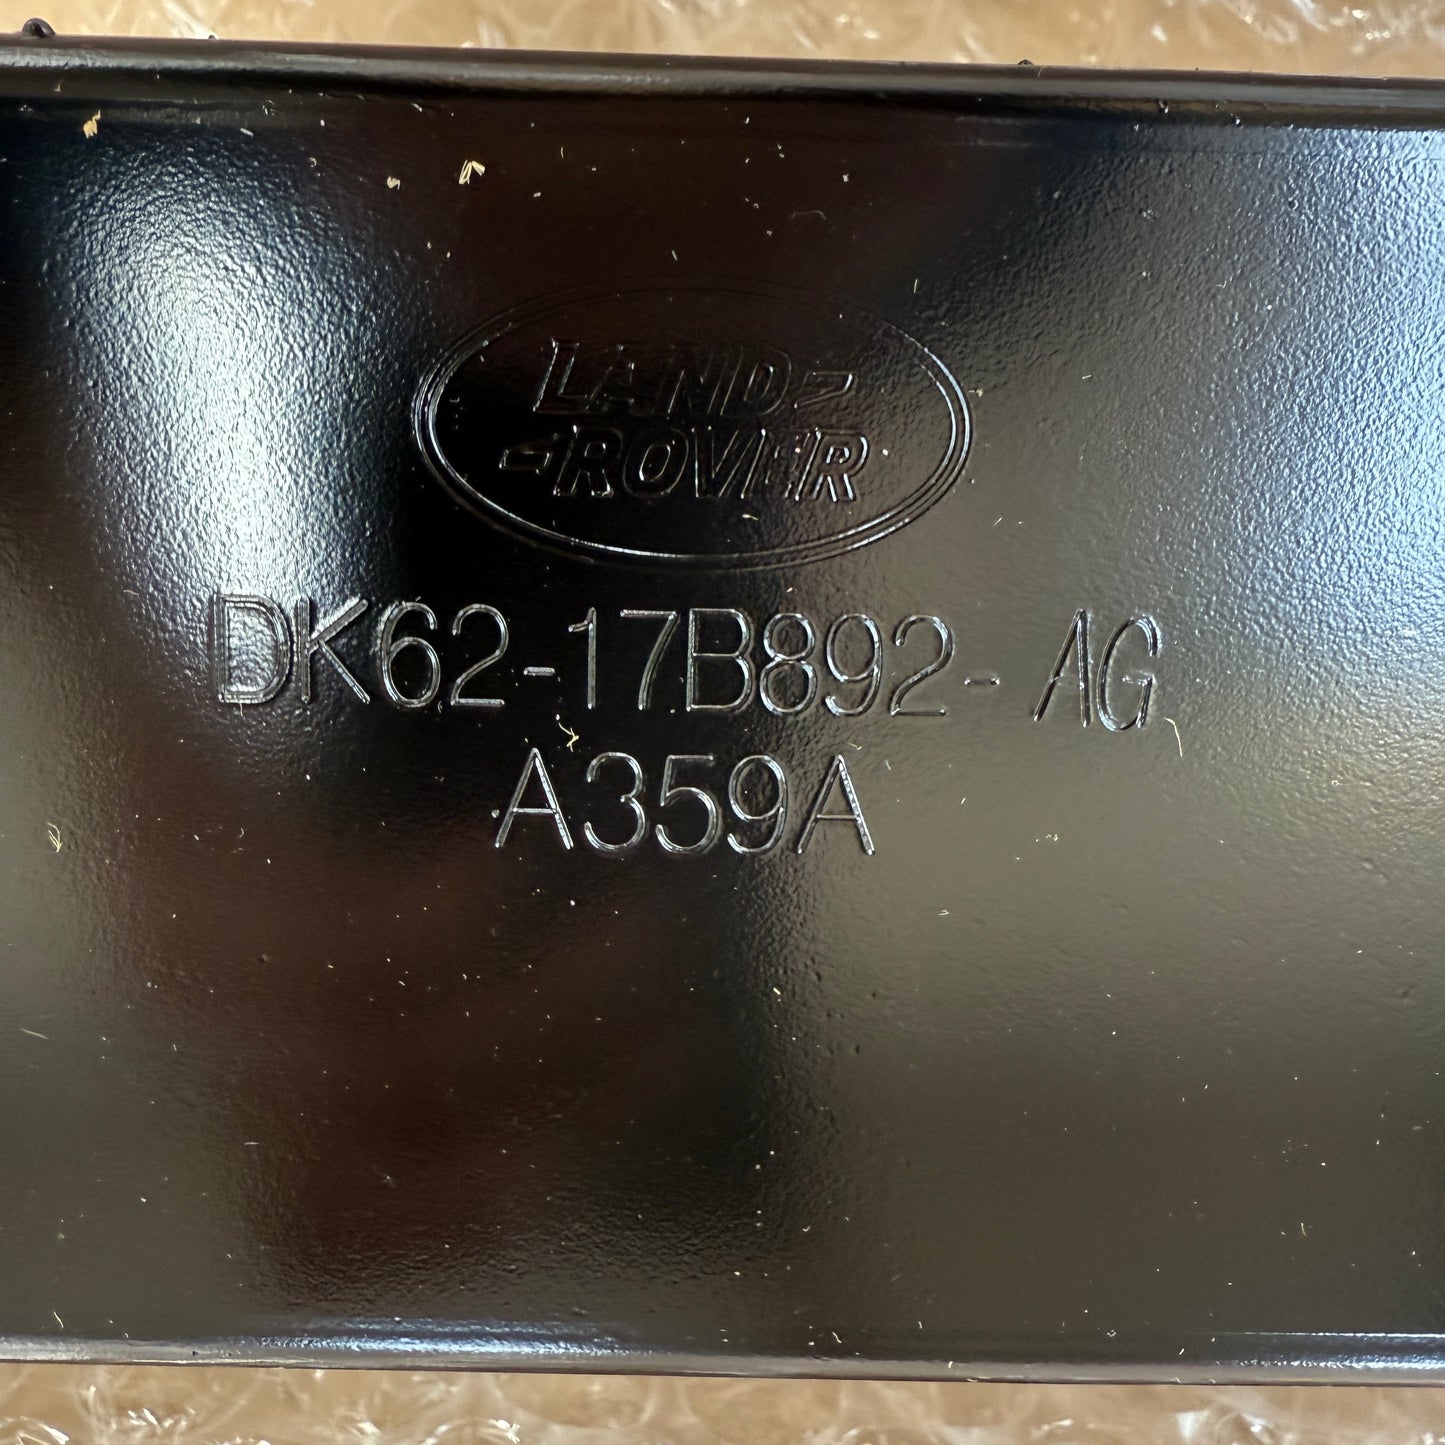 LAND
ROVER
DK62-17B892-AG
A359A